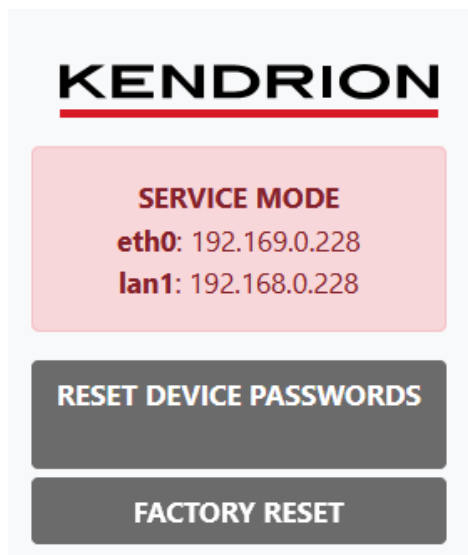 KENDRION
SERVICE MODE
eth0: 192.169.0.228
lan1: 192.168.0.228
RESET DEVICE PASSWORDS
FACTORY RESET